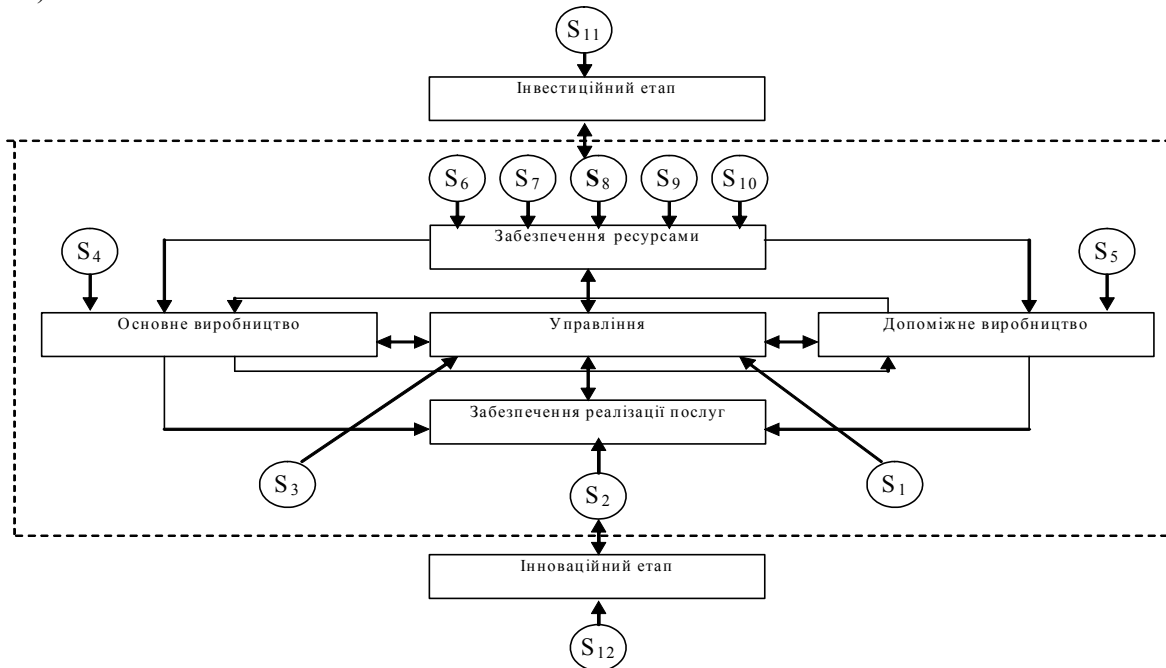 )
S11
Інвестиційний етап
S6 S7 S8 S9 S10
Забезпечення ресурсами
S4
S5
Основне виробництво
Управління
Допоміжне виробництво
Забезпечення реалізації послуг
S3
S2
S1
Інноваційний етап
S12